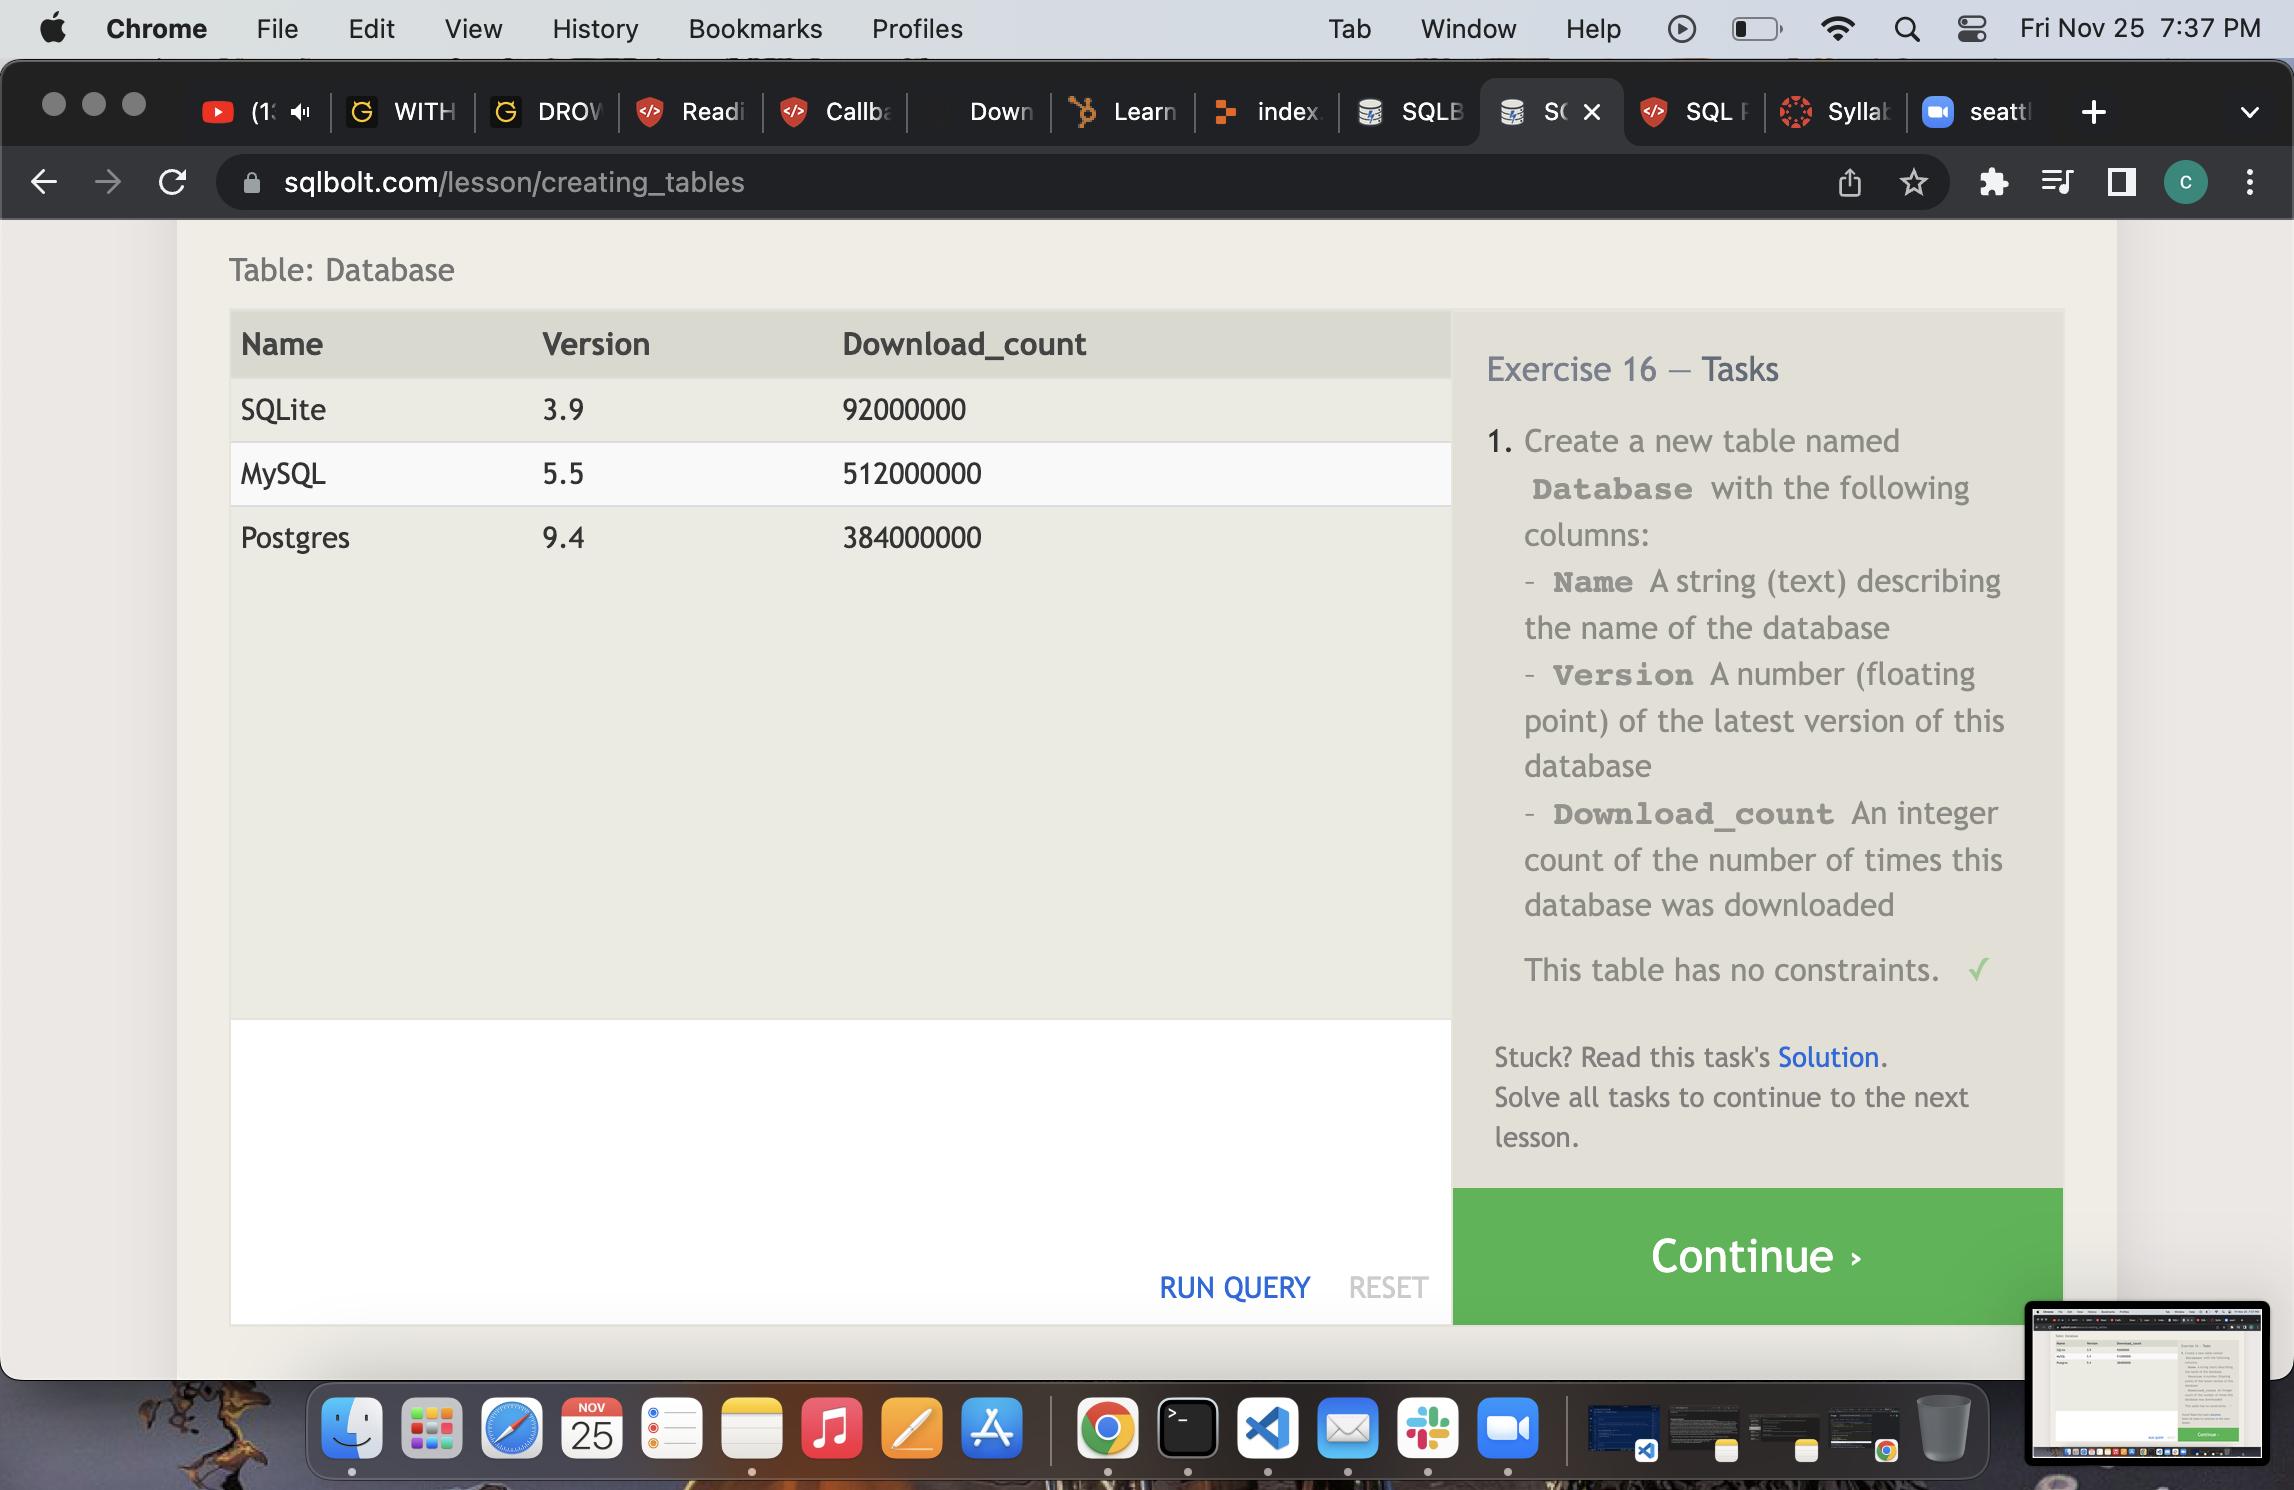 Chrome File Edit View History Bookmarks Profiles Tab Window Help Fri Nov 25 7:37 PM
WITH DROW Readi Callba Down Learn index. SQLB SQ SQL Syllab seattl
sqlbolt.com/lesson/creating_tables
Table: Database
Name Version Download_count
SQLite 3.9 92000000
MySQL 5.5 512000000
Postgres 9.4 384000000
Exercise 16 — Tasks
1. Create a new table named
Database with the following
columns:
- Name A string (text) describing
the name of the database
- Version A number (floating
point) of the latest version of this
database
- Download_count An integer
count of the number of times this
database was downloaded
This table has no constraints. ✓
Stuck? Read this task's Solution.
Solve all tasks to continue to the next
lesson.
RUN QUERY RESET
Continue ›
NOV
25